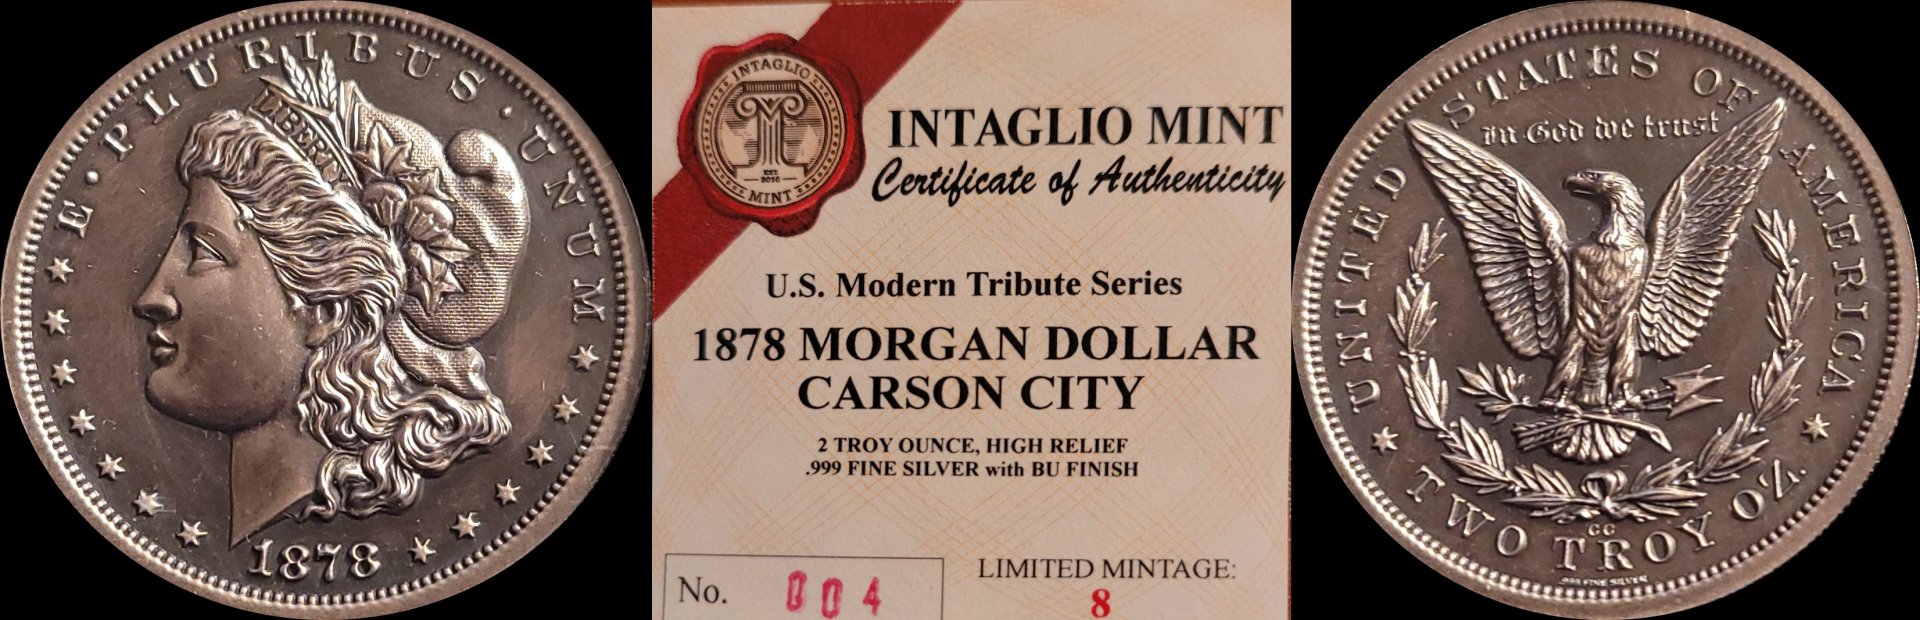 E • PLURIBUS • UNUM
LIBERTY
1878
INTAGLIO
EST.
2010
MINT
INTAGLIO MINT
Certificate of Authenticity
U.S. Modern Tribute Series
1878 MORGAN DOLLAR
CARSON CITY
2 TROY OUNCE, HIGH RELIEF
.999 FINE SILVER with BU FINISH
No. 004
LIMITED MINTAGE:
8
UNITED STATES OF AMERICA
In God we trust
CC
TWO TROY OZ.
.999 FINE SILVER